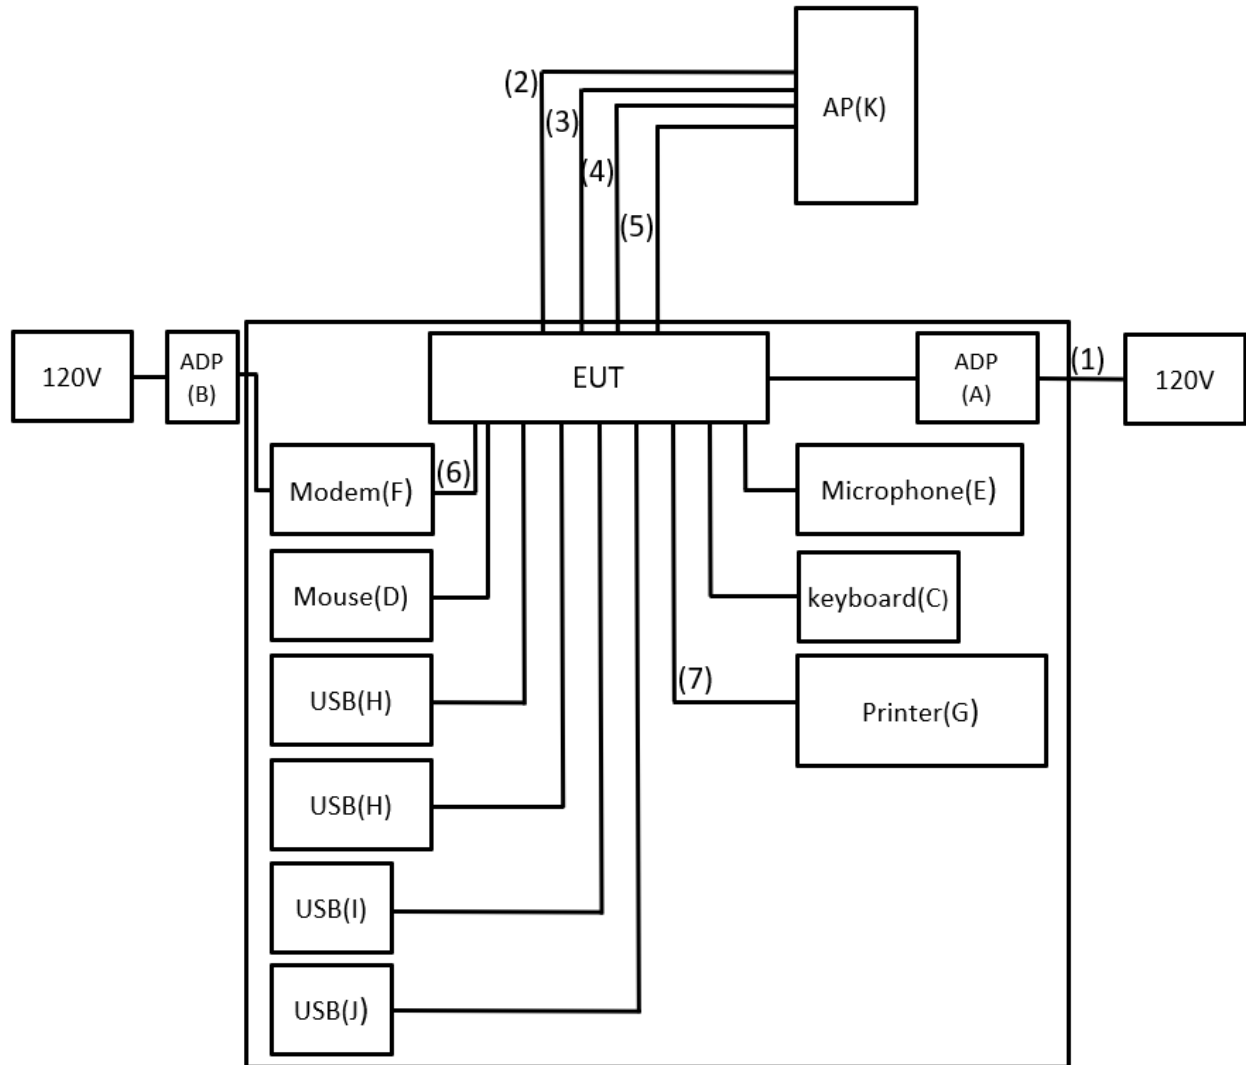 (2)
(3)
(4)
(5)
AP(K)
120V
ADP
(B)
EUT
ADP
(A)
(1)
120V
Modem(F)
(6)
Microphone(E)
Mouse(D)
keyboard(C)
USB(H)
(7)
Printer(G)
USB(H)
USB(I)
USB(J)